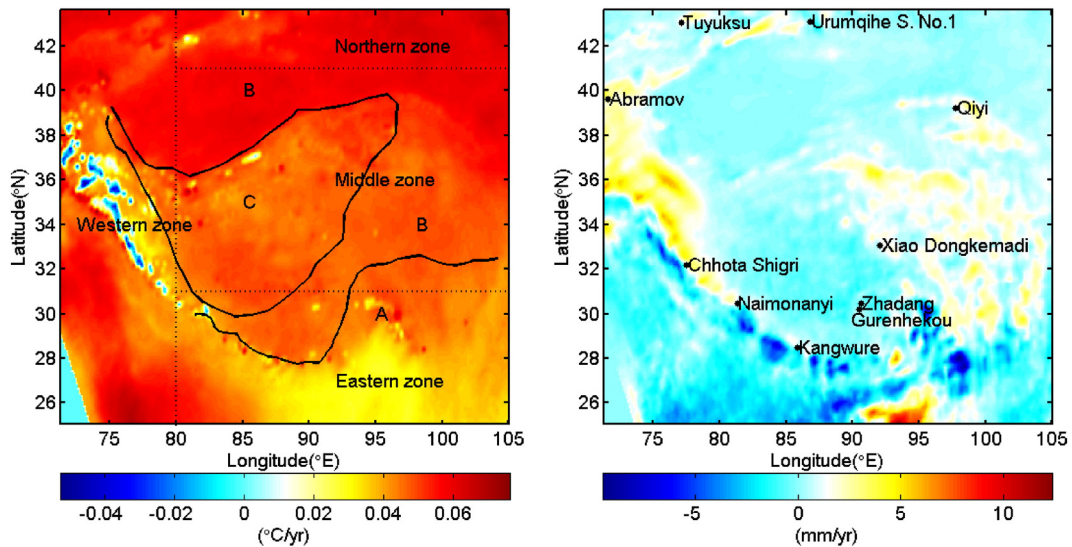 42
40
38
36
34
32
30
28
26
Latitude(°N)
75
80
85
90
95
100
105
Longitude(°E)
Northern zone
B
Middle zone
C
Western zone
B
A
Eastern zone
-0.04
-0.02
0
0.02
0.04
0.06
(°C/yr)
42
40
38
36
34
32
30
28
26
Latitude(°N)
75
80
85
90
95
100
105
Longitude(°E)
Tuyuksu
Urumqihe S. No.1
Abramov
Qiyi
Xiao Dongkemadi
Chhota Shigri
Naimonanyi
Zhadang
Gurenhekou
Kangwure
-5
0
5
10
(mm/yr)